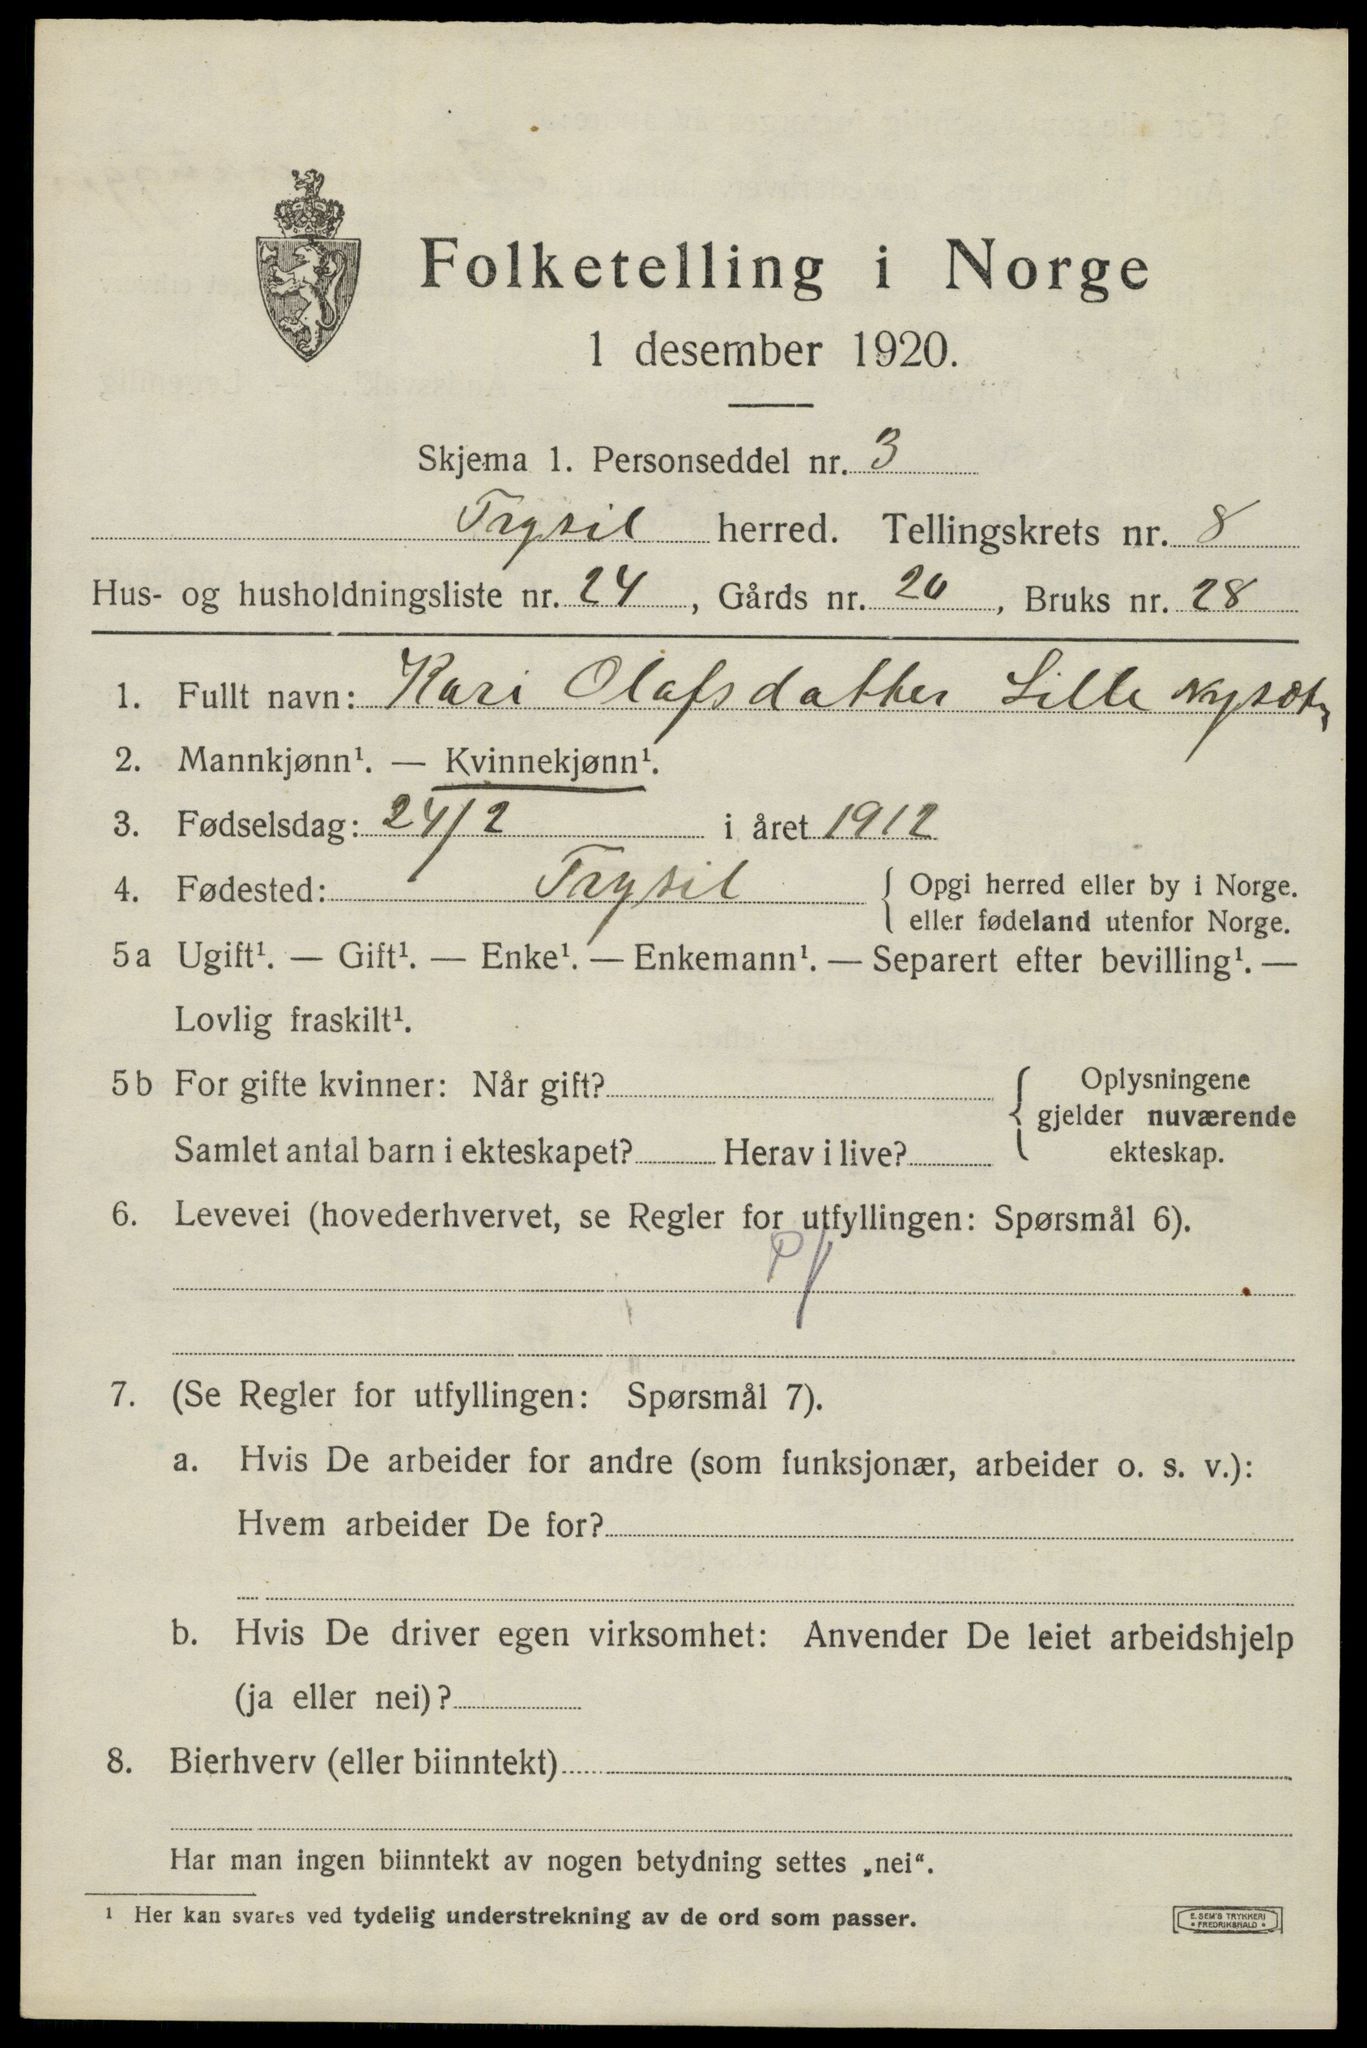 Folketelling i Norge
1 desember 1920.
Skjema 1. Personseddel nr. 3
Trysil herred. Tellingskrets nr. 8
Hus- og husholdningsliste nr. 24, Gårds nr. 20, Bruks nr. 28
1. Fullt navn: Kari Olafsdatter Lille Nysæt
2. Mannkjønn¹. — Kvinnekjønn¹.
3. Fødselsdag: 24/2 i året 1912
4. Fødested: Trysil { Opgi herred eller by i Norge.
eller fødeland utenfor Norge.
5a Ugift¹. — Gift¹. — Enke¹. — Enkemann¹. — Separert efter bevilling¹. —
Lovlig fraskilt¹.
5b For gifte kvinner: Når gift? { Oplysningene
gjelder nuværende
Samlet antal barn i ekteskapet? Herav i live? ekteskap.
6. Levevei (hovederhvervet, se Regler for utfyllingen: Spørsmål 6).
7. (Se Regler for utfyllingen: Spørsmål 7).
a. Hvis De arbeider for andre (som funksjonær, arbeider o. s. v.):
Hvem arbeider De for?
b. Hvis De driver egen virksomhet: Anvender De leiet arbeidshjelp
(ja eller nei)?
8. Bierhverv (eller biinntekt)
Har man ingen biinntekt av nogen betydning settes „nei“.
¹ Her kan svares ved tydelig understrekning av de ord som passer.
E. SEM'S TRYKKERI
• FREDRIKSHALD •